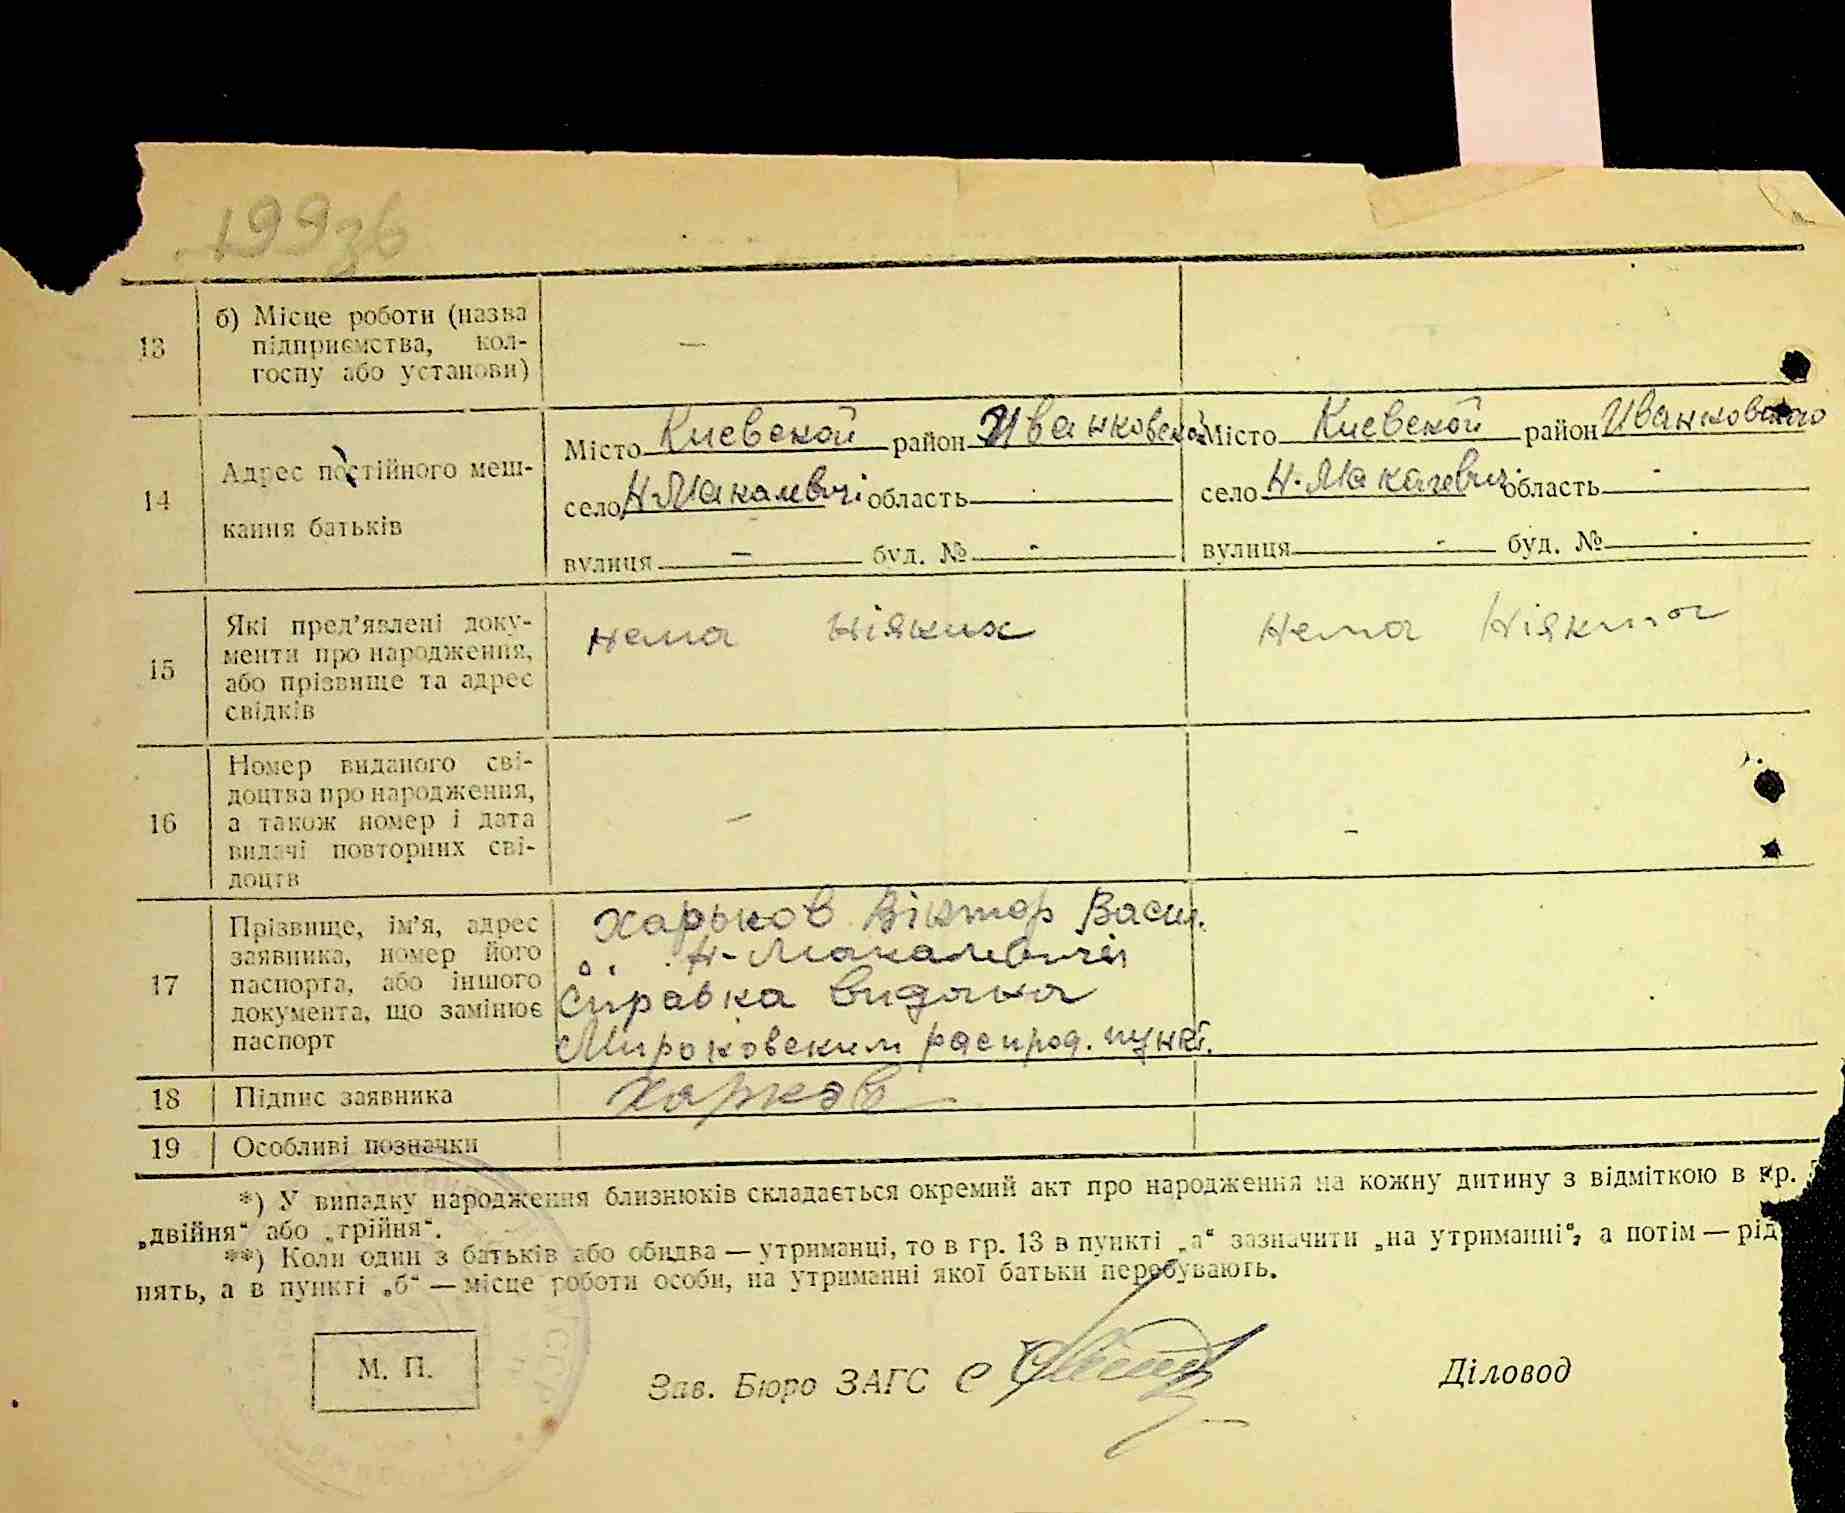 13
б) Місце роботи (назва
підприємства, кол-
госпу або установи)
—
14
Адрес постійного меш-
кання батьків
Місто Киевской район Иванковской
село Н-Макалевичі область -
вулиця — буд. № -
Місто Киевской район Иванковского
село Н-Макалевичі область -
вулиця - буд. № -
15
Які пред’явлені доку-
менти про народження,
або прізвище та адрес
свідків
Нема ніяких
Нема Ніяких
16
Номер виданого сві-
доцтва про народження,
а також номер і дата
видачі повторних сві-
доцтв
—
-
17
Прізвище, ім’я, адрес
заявника, номер його
паспорта, або іншого
документа, що замінює
паспорт
Харьков Віктор Васил.
Н-Макалевичі
Справка видана
распрод. пункт.
18
Підпис заявника
Харков
19
Особливі позначки
*) У випадку народження близнюків складається окремий акт про народження на кожну дитину з відміткою в гр.
„двійня“ або „трійня“.
**) Коли один з батьків або обидва — утриманці, то в гр. 13 в пункті „а“ зазначити „на утриманні“, а потім — рід
нять, а в пункті „б“ — місце роботи особи, на утриманні якої батьки перебувають.
М. П.
Зав. Бюро ЗАГС
Діловод